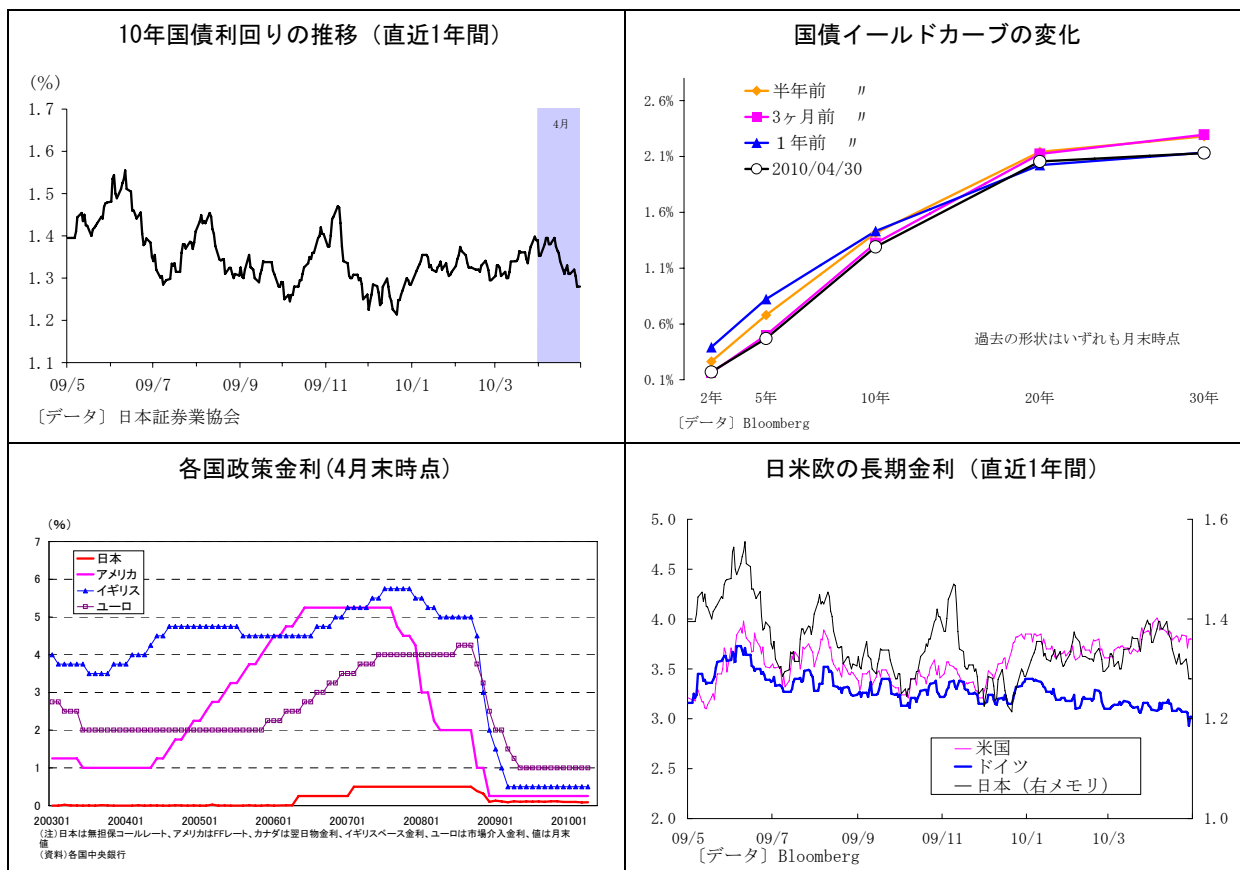 10年国債利回りの推移（直近1年間）
(%)
1.7
1.6
1.5
1.4
1.3
1.2
1.1
4月
09/5 09/7 09/9 09/11 10/1 10/3
〔データ〕日本証券業協会
国債イールドカーブの変化
2.6%
2.1%
1.6%
1.1%
0.6%
0.1%
半年前 〃
3ヶ月前 〃
１年前 〃
2010/04/30
過去の形状はいずれも月末時点
2年 5年 10年 20年 30年
〔データ〕Bloomberg
各国政策金利(4月末時点)
(%)
7
6
5
4
3
2
1
0
日本
アメリカ
イギリス
ユーロ
200301 200401 200501 200601 200701 200801 200901 201001
(注)日本は無担保コールレート、アメリカはFFレート、カナダは翌日物金利、イギリスベース金利、ユーロは市場介入金利、値は月末
値
(資料)各国中央銀行
日米欧の長期金利（直近1年間）
5.0
4.5
4.0
3.5
3.0
2.5
2.0
1.6
1.4
1.2
1.0
米国
ドイツ
日本（右メモリ）
09/5 09/7 09/9 09/11 10/1 10/3
〔データ〕Bloomberg